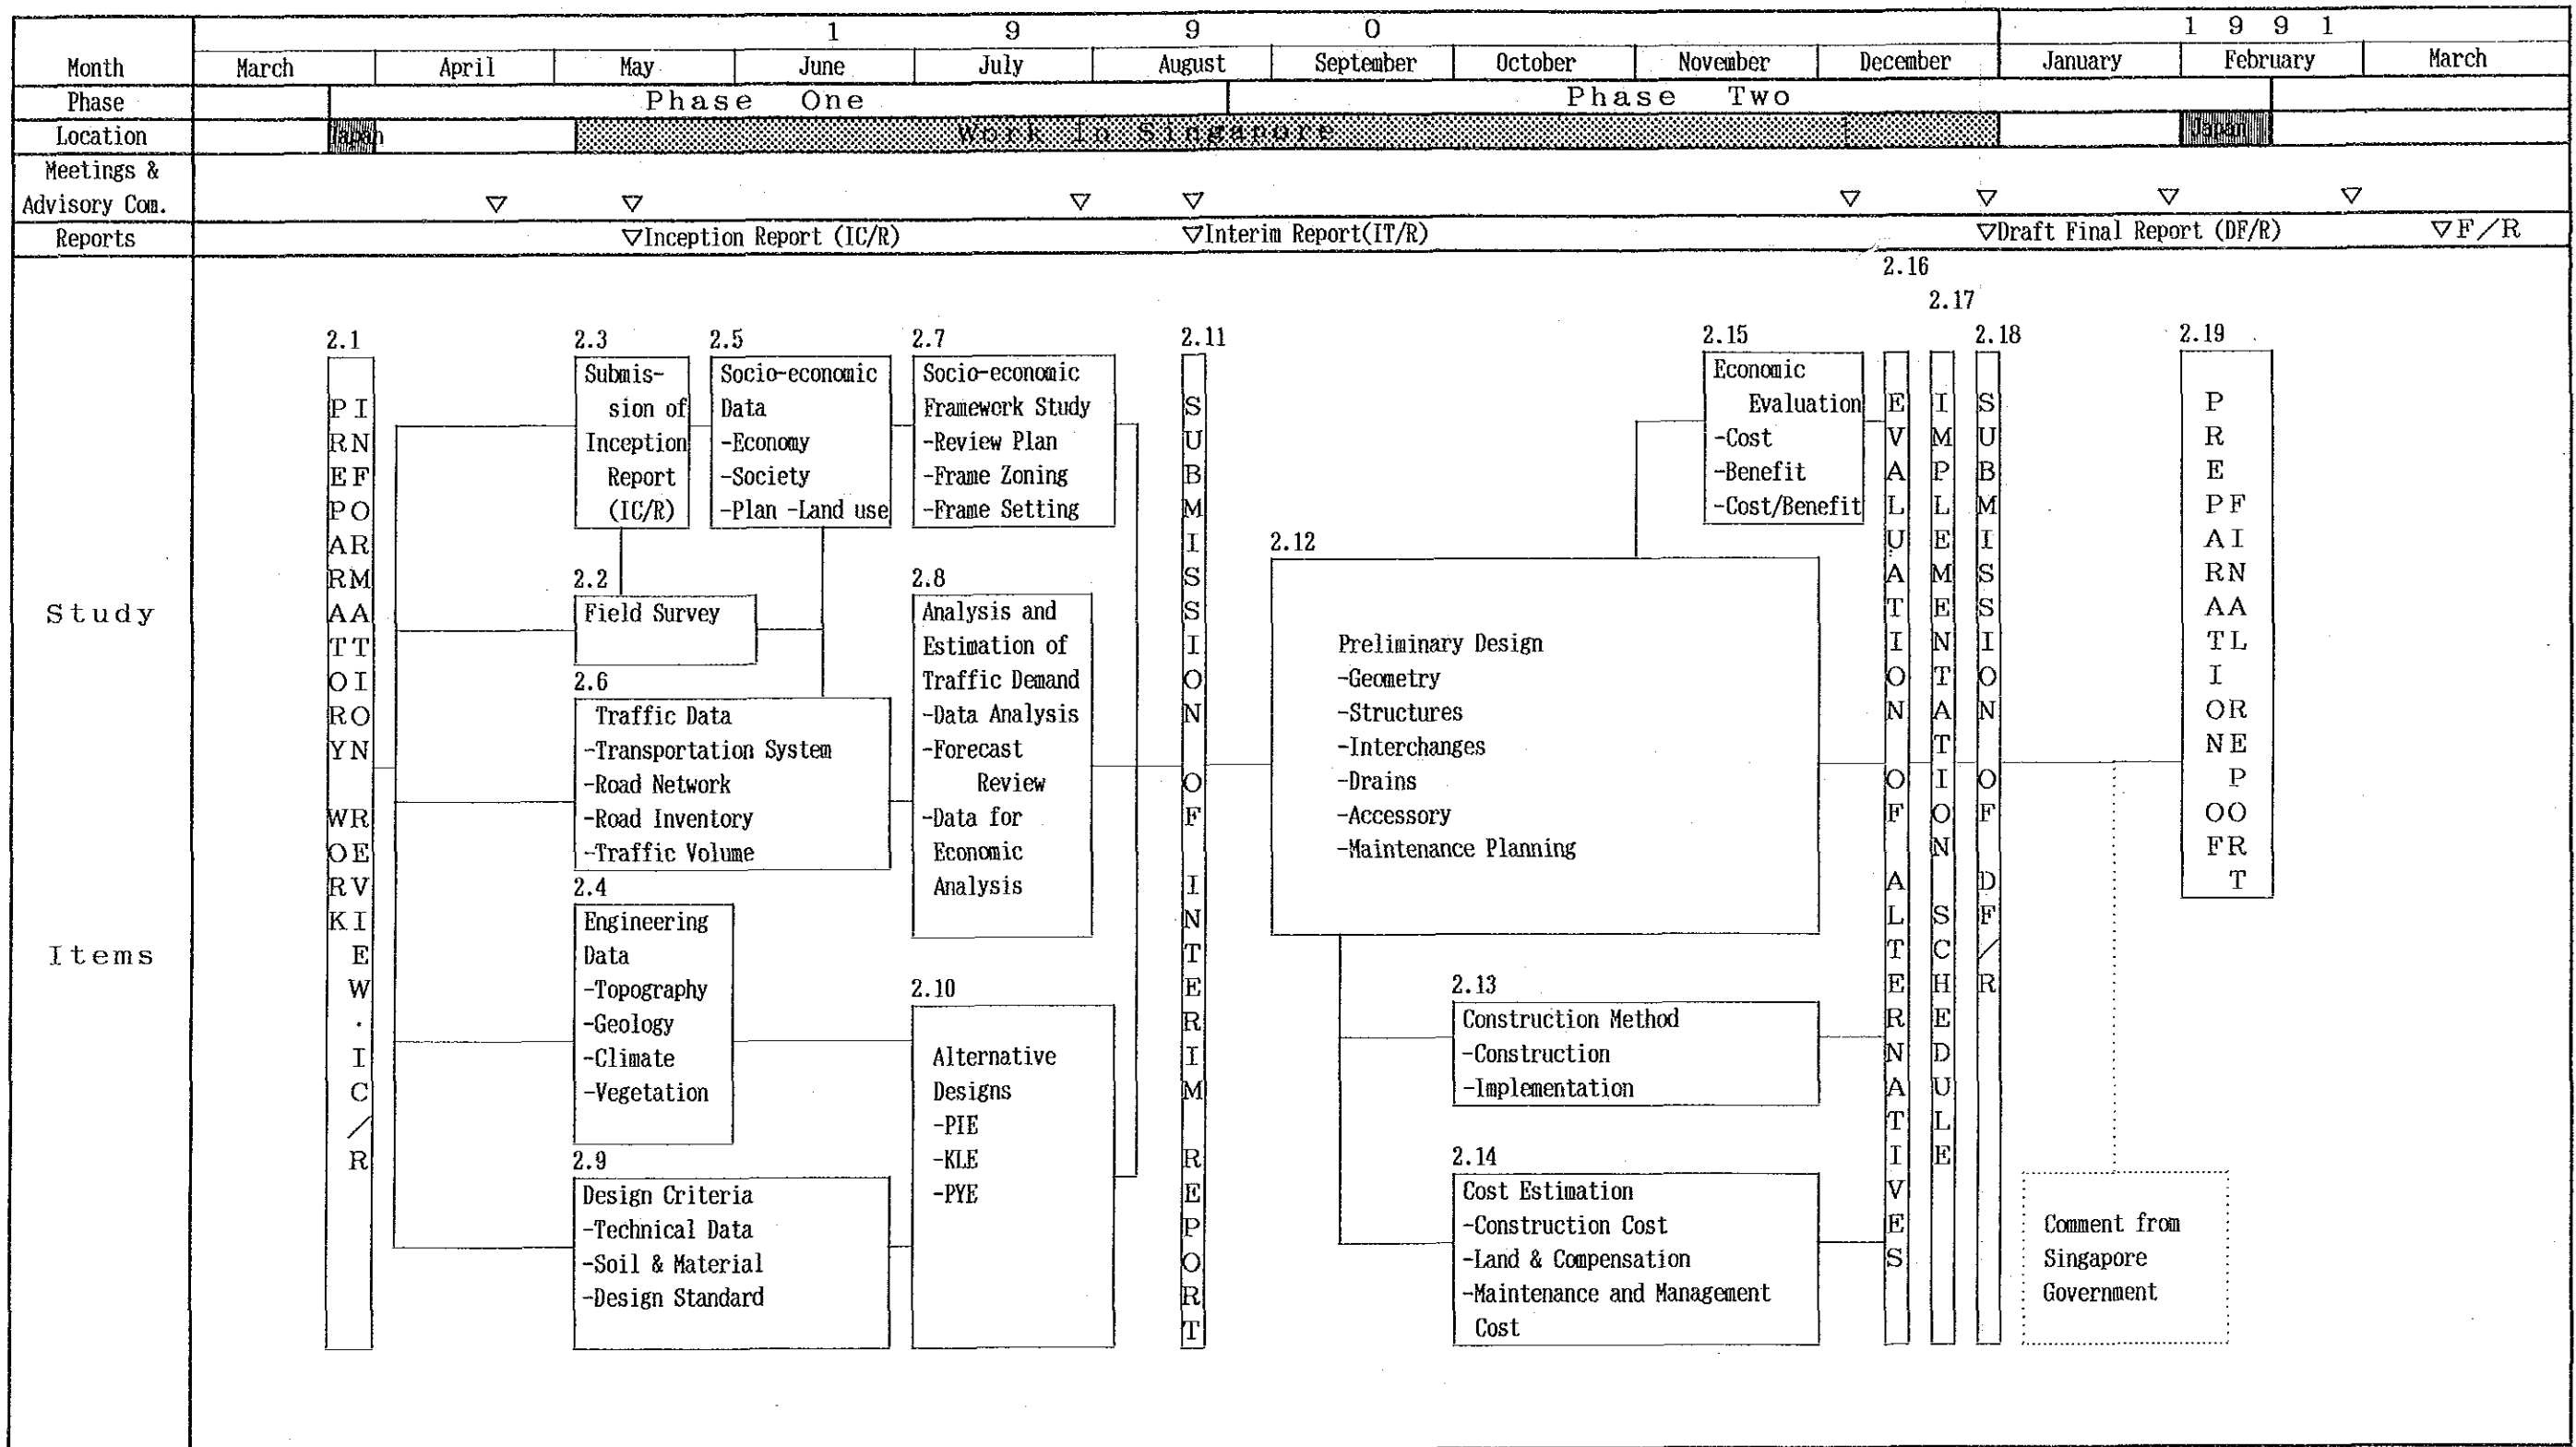 1 9 9 0
1 9 9 1
Month
March
April
May
June
July
August
September
October
November
December
January
February
March
Phase
Phase One
Phase Two
Location
Japan
Work in Singapore
Japan
Meetings &
Advisory Com.
▽ ▽ ▽ ▽ ▽ ▽ ▽ ▽
Reports
▽Inception Report (IC/R)
▽Interim Report(IT/R)
▽Draft Final Report (DF/R)
▽F/R
Study
Items
2.1
PREPARATORY WORK
INFORMATION REVIEW·IC/R
2.3
Submis-
sion of
Inception
Report
(IC/R)
2.2
Field Survey
2.6
Traffic Data
-Transportation System
-Road Network
-Road Inventory
-Traffic Volume
2.4
Engineering
Data
-Topography
-Geology
-Climate
-Vegetation
2.9
Design Criteria
-Technical Data
-Soil & Material
-Design Standard
2.5
Socio-economic
Data
-Economy
-Society
-Plan -Land use
2.7
Socio-economic
Framework Study
-Review Plan
-Frame Zoning
-Frame Setting
2.8
Analysis and
Estimation of
Traffic Demand
-Data Analysis
-Forecast
Review
-Data for
Economic
Analysis
2.10
Alternative
Designs
-PIE
-KLE
-PYE
2.11
SUBMISSION OF INTERIM REPORT
2.12
Preliminary Design
-Geometry
-Structures
-Interchanges
-Drains
-Accessory
-Maintenance Planning
2.13
Construction Method
-Construction
-Implementation
2.14
Cost Estimation
-Construction Cost
-Land & Compensation
-Maintenance and Management
Cost
2.15
Economic
Evaluation
-Cost
-Benefit
-Cost/Benefit
2.16
EVALUATION OF ALTERNATIVES
2.17
IMPLEMENTATION SCHEDULE
2.18
SUBMISSION OF DF/R
2.19
PREPARATION OF
FINAL REPORT
Comment from
Singapore
Government